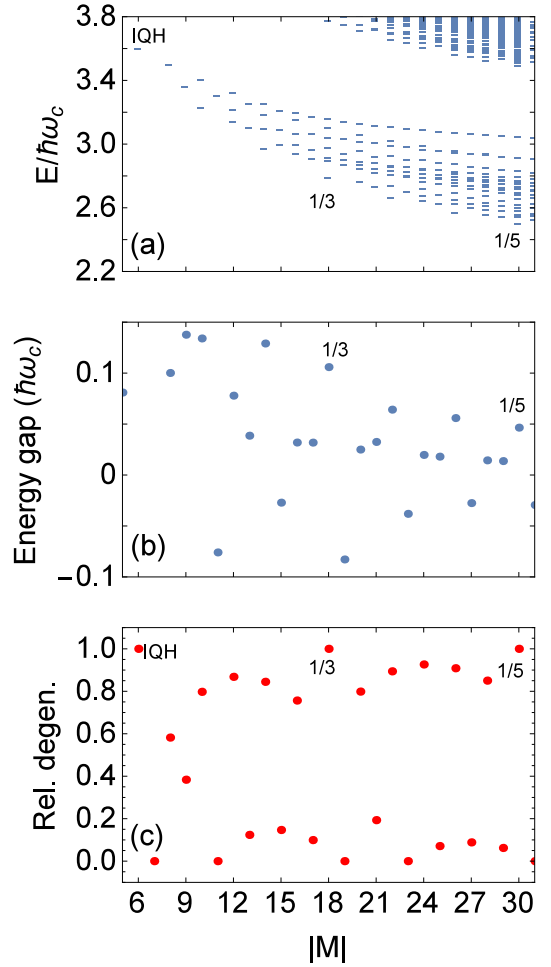 3.8
IQH
3.4
E/ħω_c
3.0
2.6
1/3
(a)
1/5
2.2
Energy gap (ħω_c)
0.1
1/3
1/5
0
(b)
−0.1
Rel. degen.
1.0
IQH
1/3
1/5
0.8
0.6
0.4
0.2
(c)
0.0
6 9 12 15 18 21 24 27 30
|M|